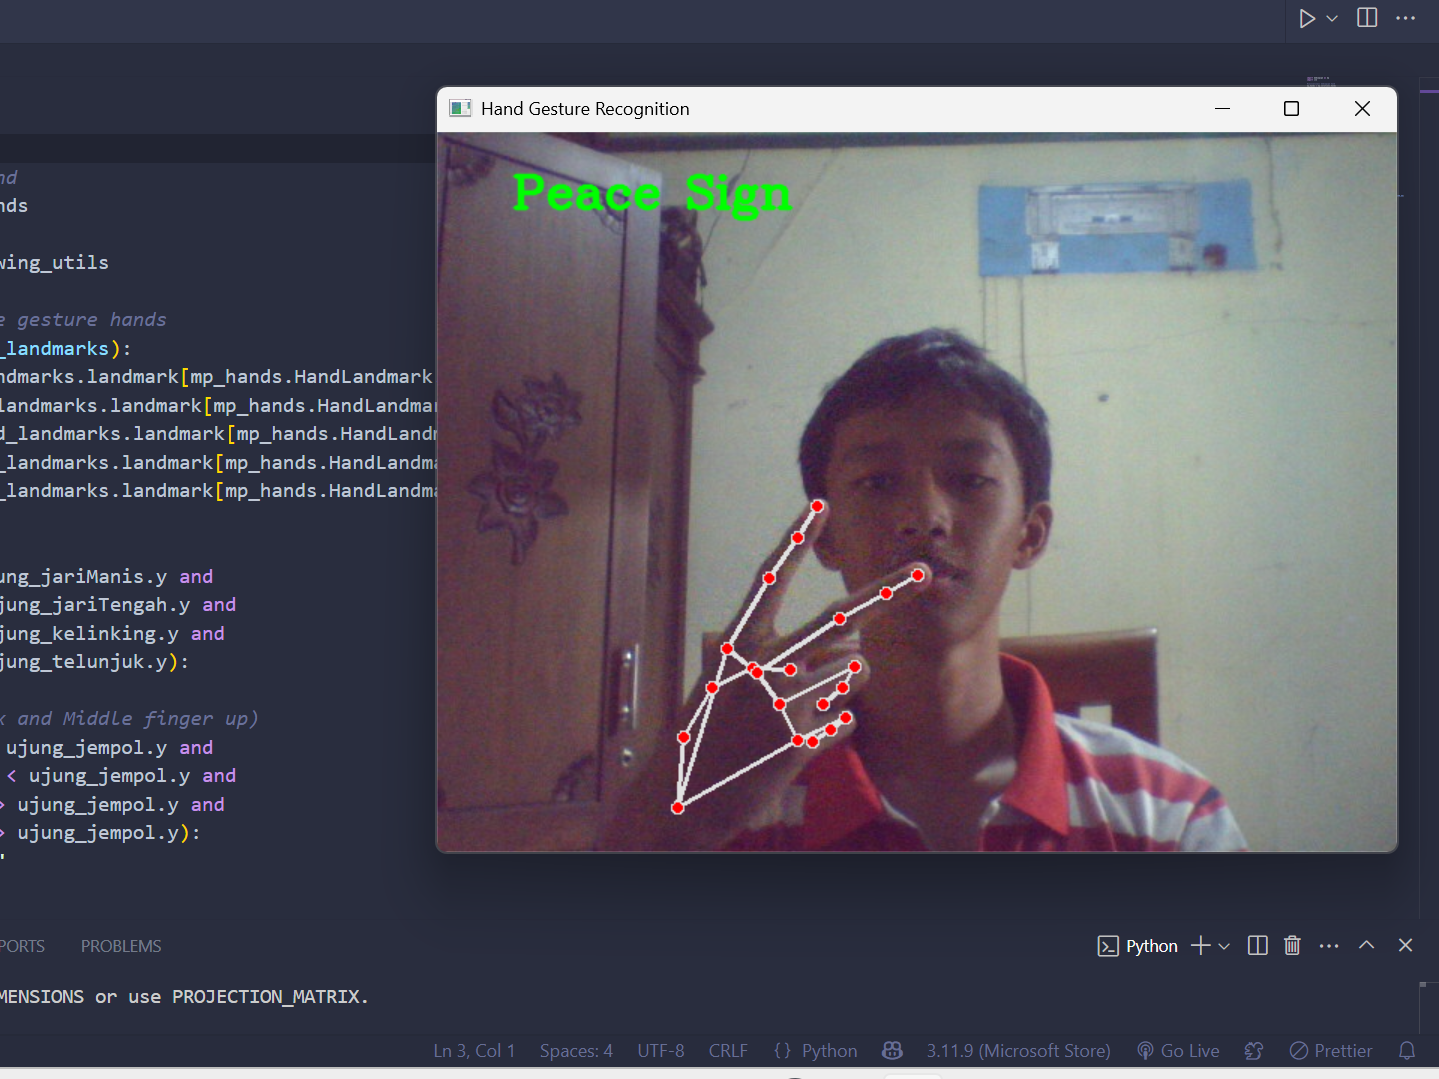 Hand Gesture Recognition
Peace Sign
nd
nds
wing_utils
e gesture hands
_landmarks):
ndmarks.landmark[mp_hands.HandLandmark
landmarks.landmark[mp_hands.HandLandmar
d_landmarks.landmark[mp_hands.HandLandm
_landmarks.landmark[mp_hands.HandLandma
_landmarks.landmark[mp_hands.HandLandma
ung_jariManis.y and
jung_jariTengah.y and
jung_kelinking.y and
jung_telunjuk.y):
x and Middle finger up)
ujung_jempol.y and
< ujung_jempol.y and
> ujung_jempol.y and
> ujung_jempol.y):
'
PORTS PROBLEMS Python
MENSIONS or use PROJECTION_MATRIX.
Ln 3, Col 1 Spaces: 4 UTF-8 CRLF {} Python 3.11.9 (Microsoft Store) Go Live Prettier